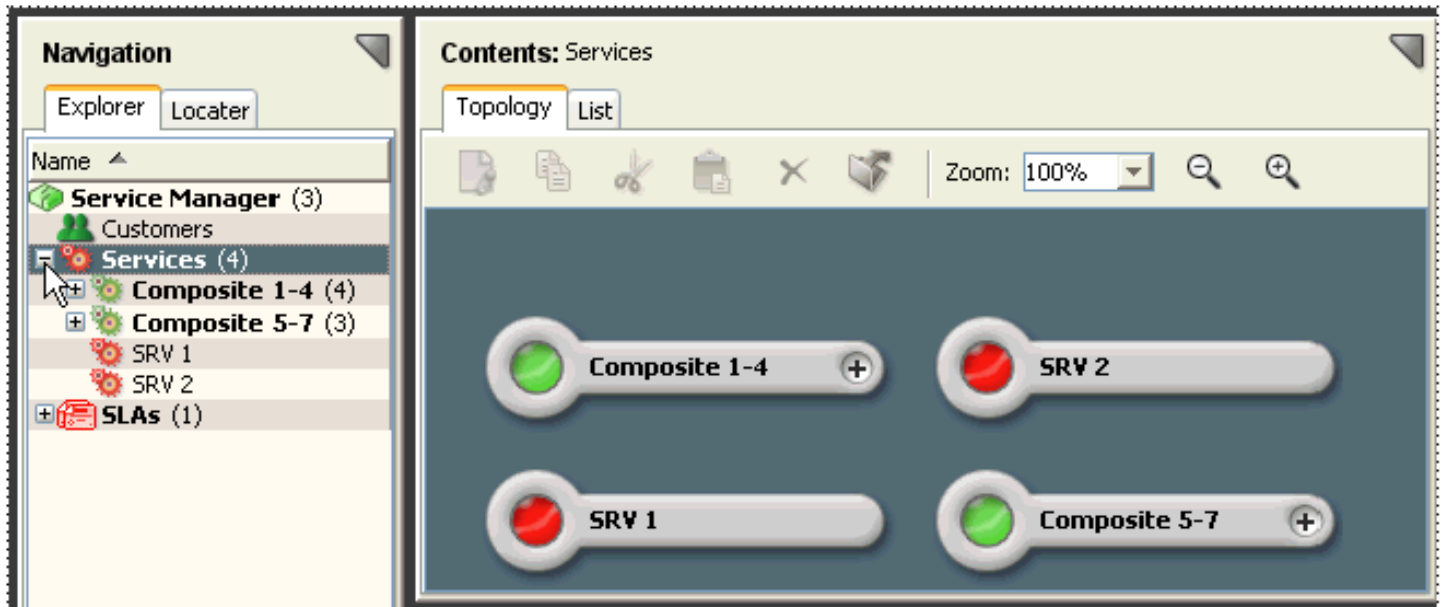 Navigation
Explorer Locater
Name
Service Manager (3)
Customers
Services (4)
Composite 1-4 (4)
Composite 5-7 (3)
SRV 1
SRV 2
SLAs (1)
Contents: Services
Topology List
Zoom: 100%
Composite 1-4
SRV 2
SRV 1
Composite 5-7